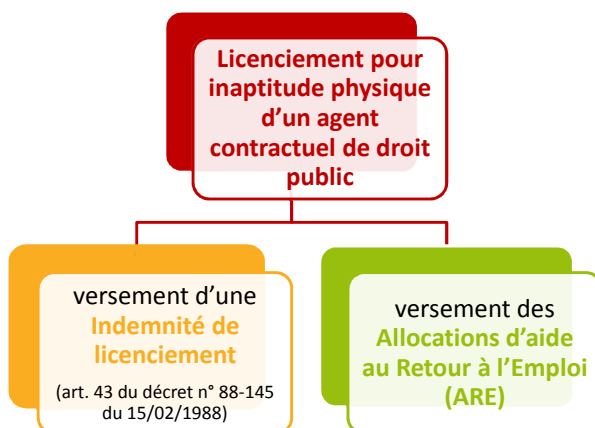 Licenciement pour
inaptitude physique
d'un agent
contractuel de droit
public
versement d'une
Indemnité de
licenciement
(art. 43 du décret n° 88-145
du 15/02/1988)
versement des
Allocations d'aide
au Retour à l'Emploi
(ARE)